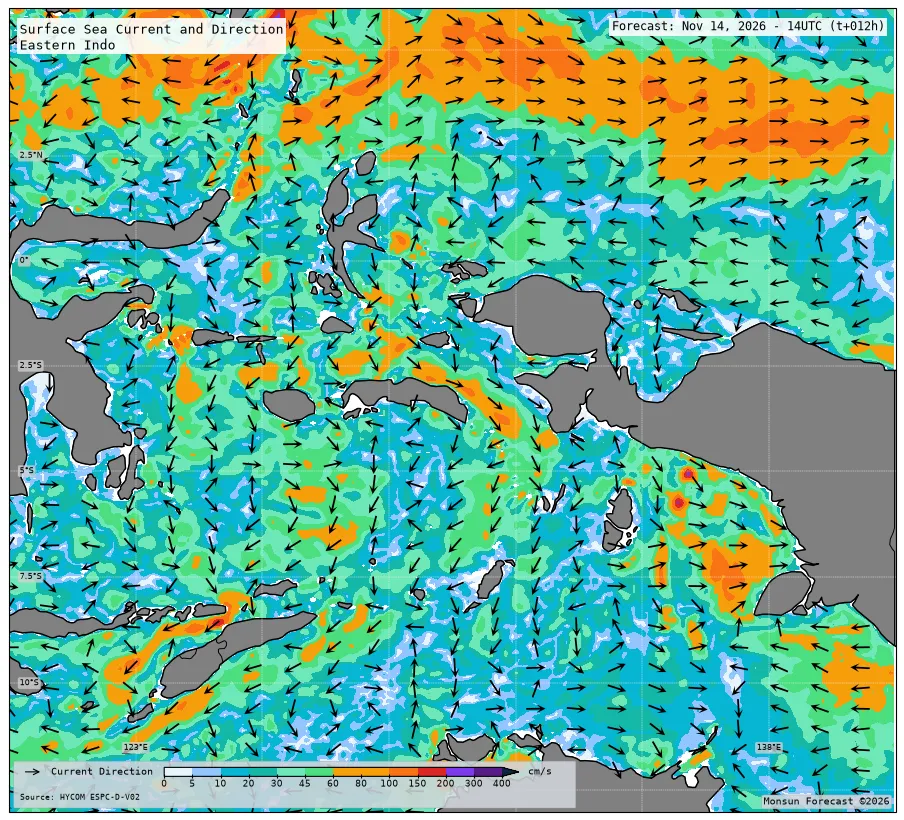 Surface Sea Current and Direction
Eastern Indo
Forecast: Nov 14, 2026 - 14UTC (t+012h)
2.5°N
0°
2.5°S
5°S
7.5°S
10°S
123°E
138°E
Current Direction
0 5 10 20 30 45 60 80 100 150 200 300 400 cm/s
Source: HYCOM ESPC-D-V02
Monsun Forecast ©2026